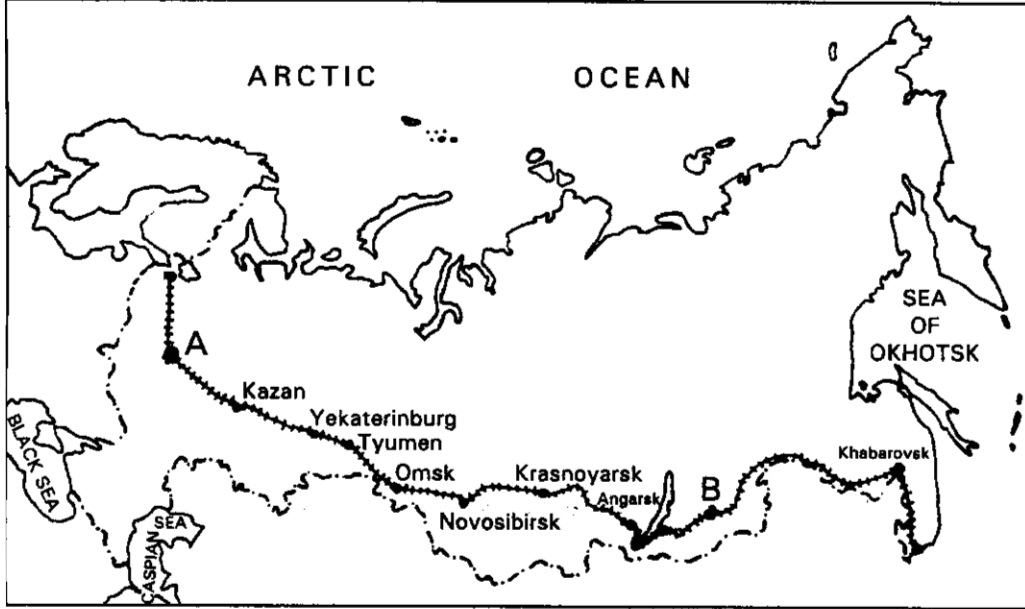 ARCTIC OCEAN
A
Kazan
Yekaterinburg
Tyumen
Omsk
Krasnoyarsk
Novosibirsk
Angarsk
B
Khabarovsk
SEA
OF
OKHOTSK
BLACK SEA
CASPIAN
SEA